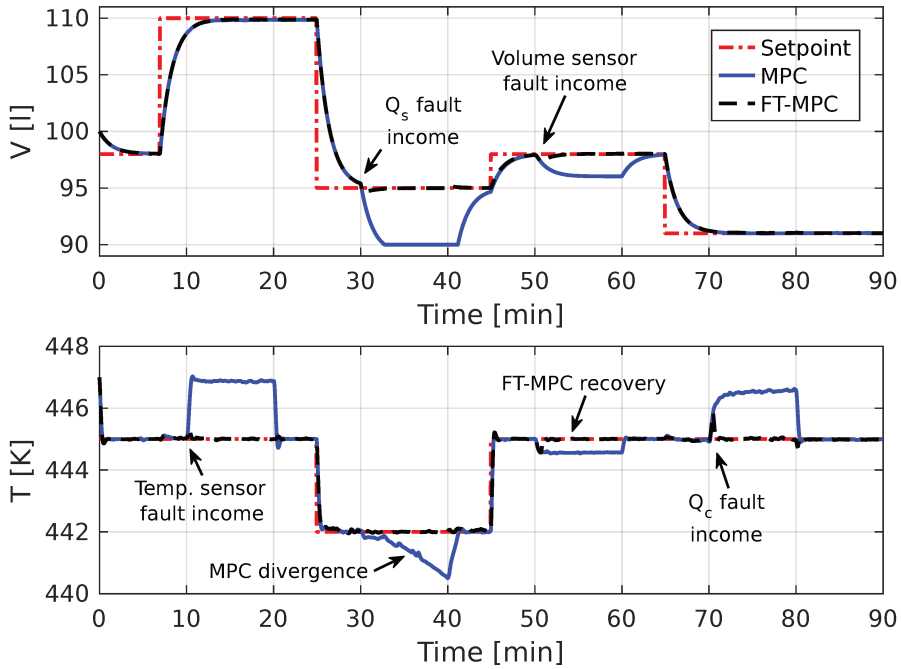 110
105
100
95
90
V [l]
Setpoint
MPC
FT-MPC
Volume sensor
fault income
Qs fault
income
0
10
20
30
40
50
60
70
80
90
Time [min]
448
446
444
442
440
T [K]
FT-MPC recovery
Temp. sensor
fault income
Qc fault
income
MPC divergence
0
10
20
30
40
50
60
70
80
90
Time [min]